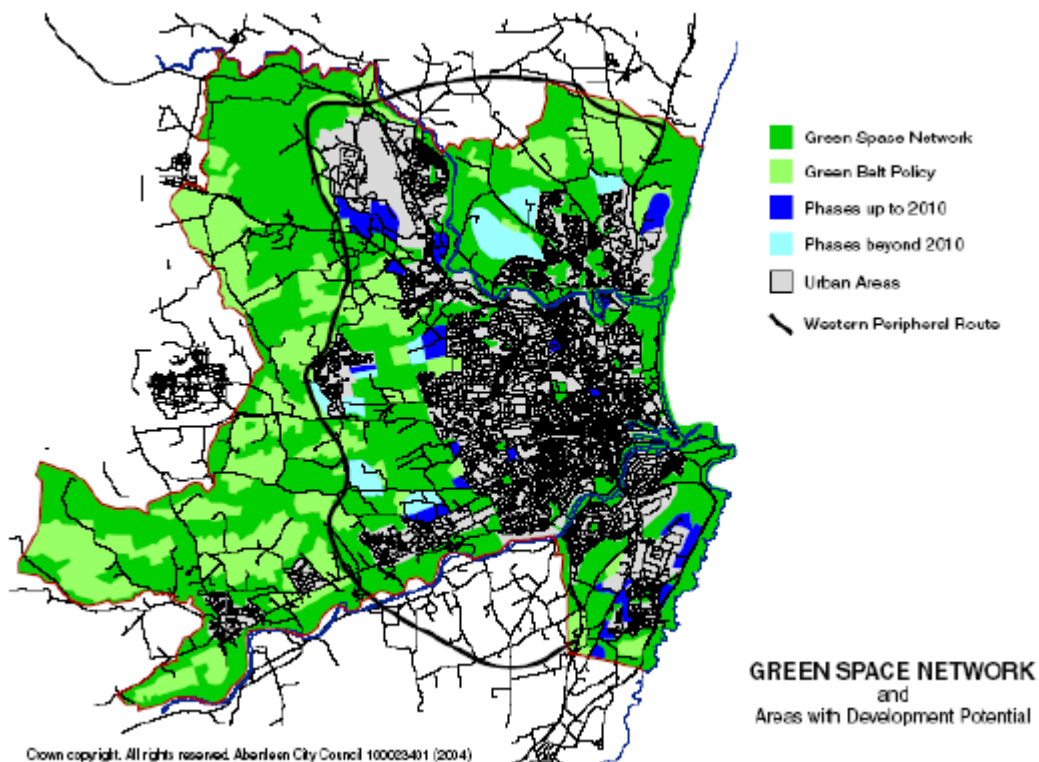 Green Space Network
Green Belt Policy
Phases up to 2010
Phases beyond 2010
Urban Areas
Western Peripheral Route
GREEN SPACE NETWORK
and
Areas with Development Potential
Crown copyright. All rights reserved. Aberdeen City Council 100023401 (2004)